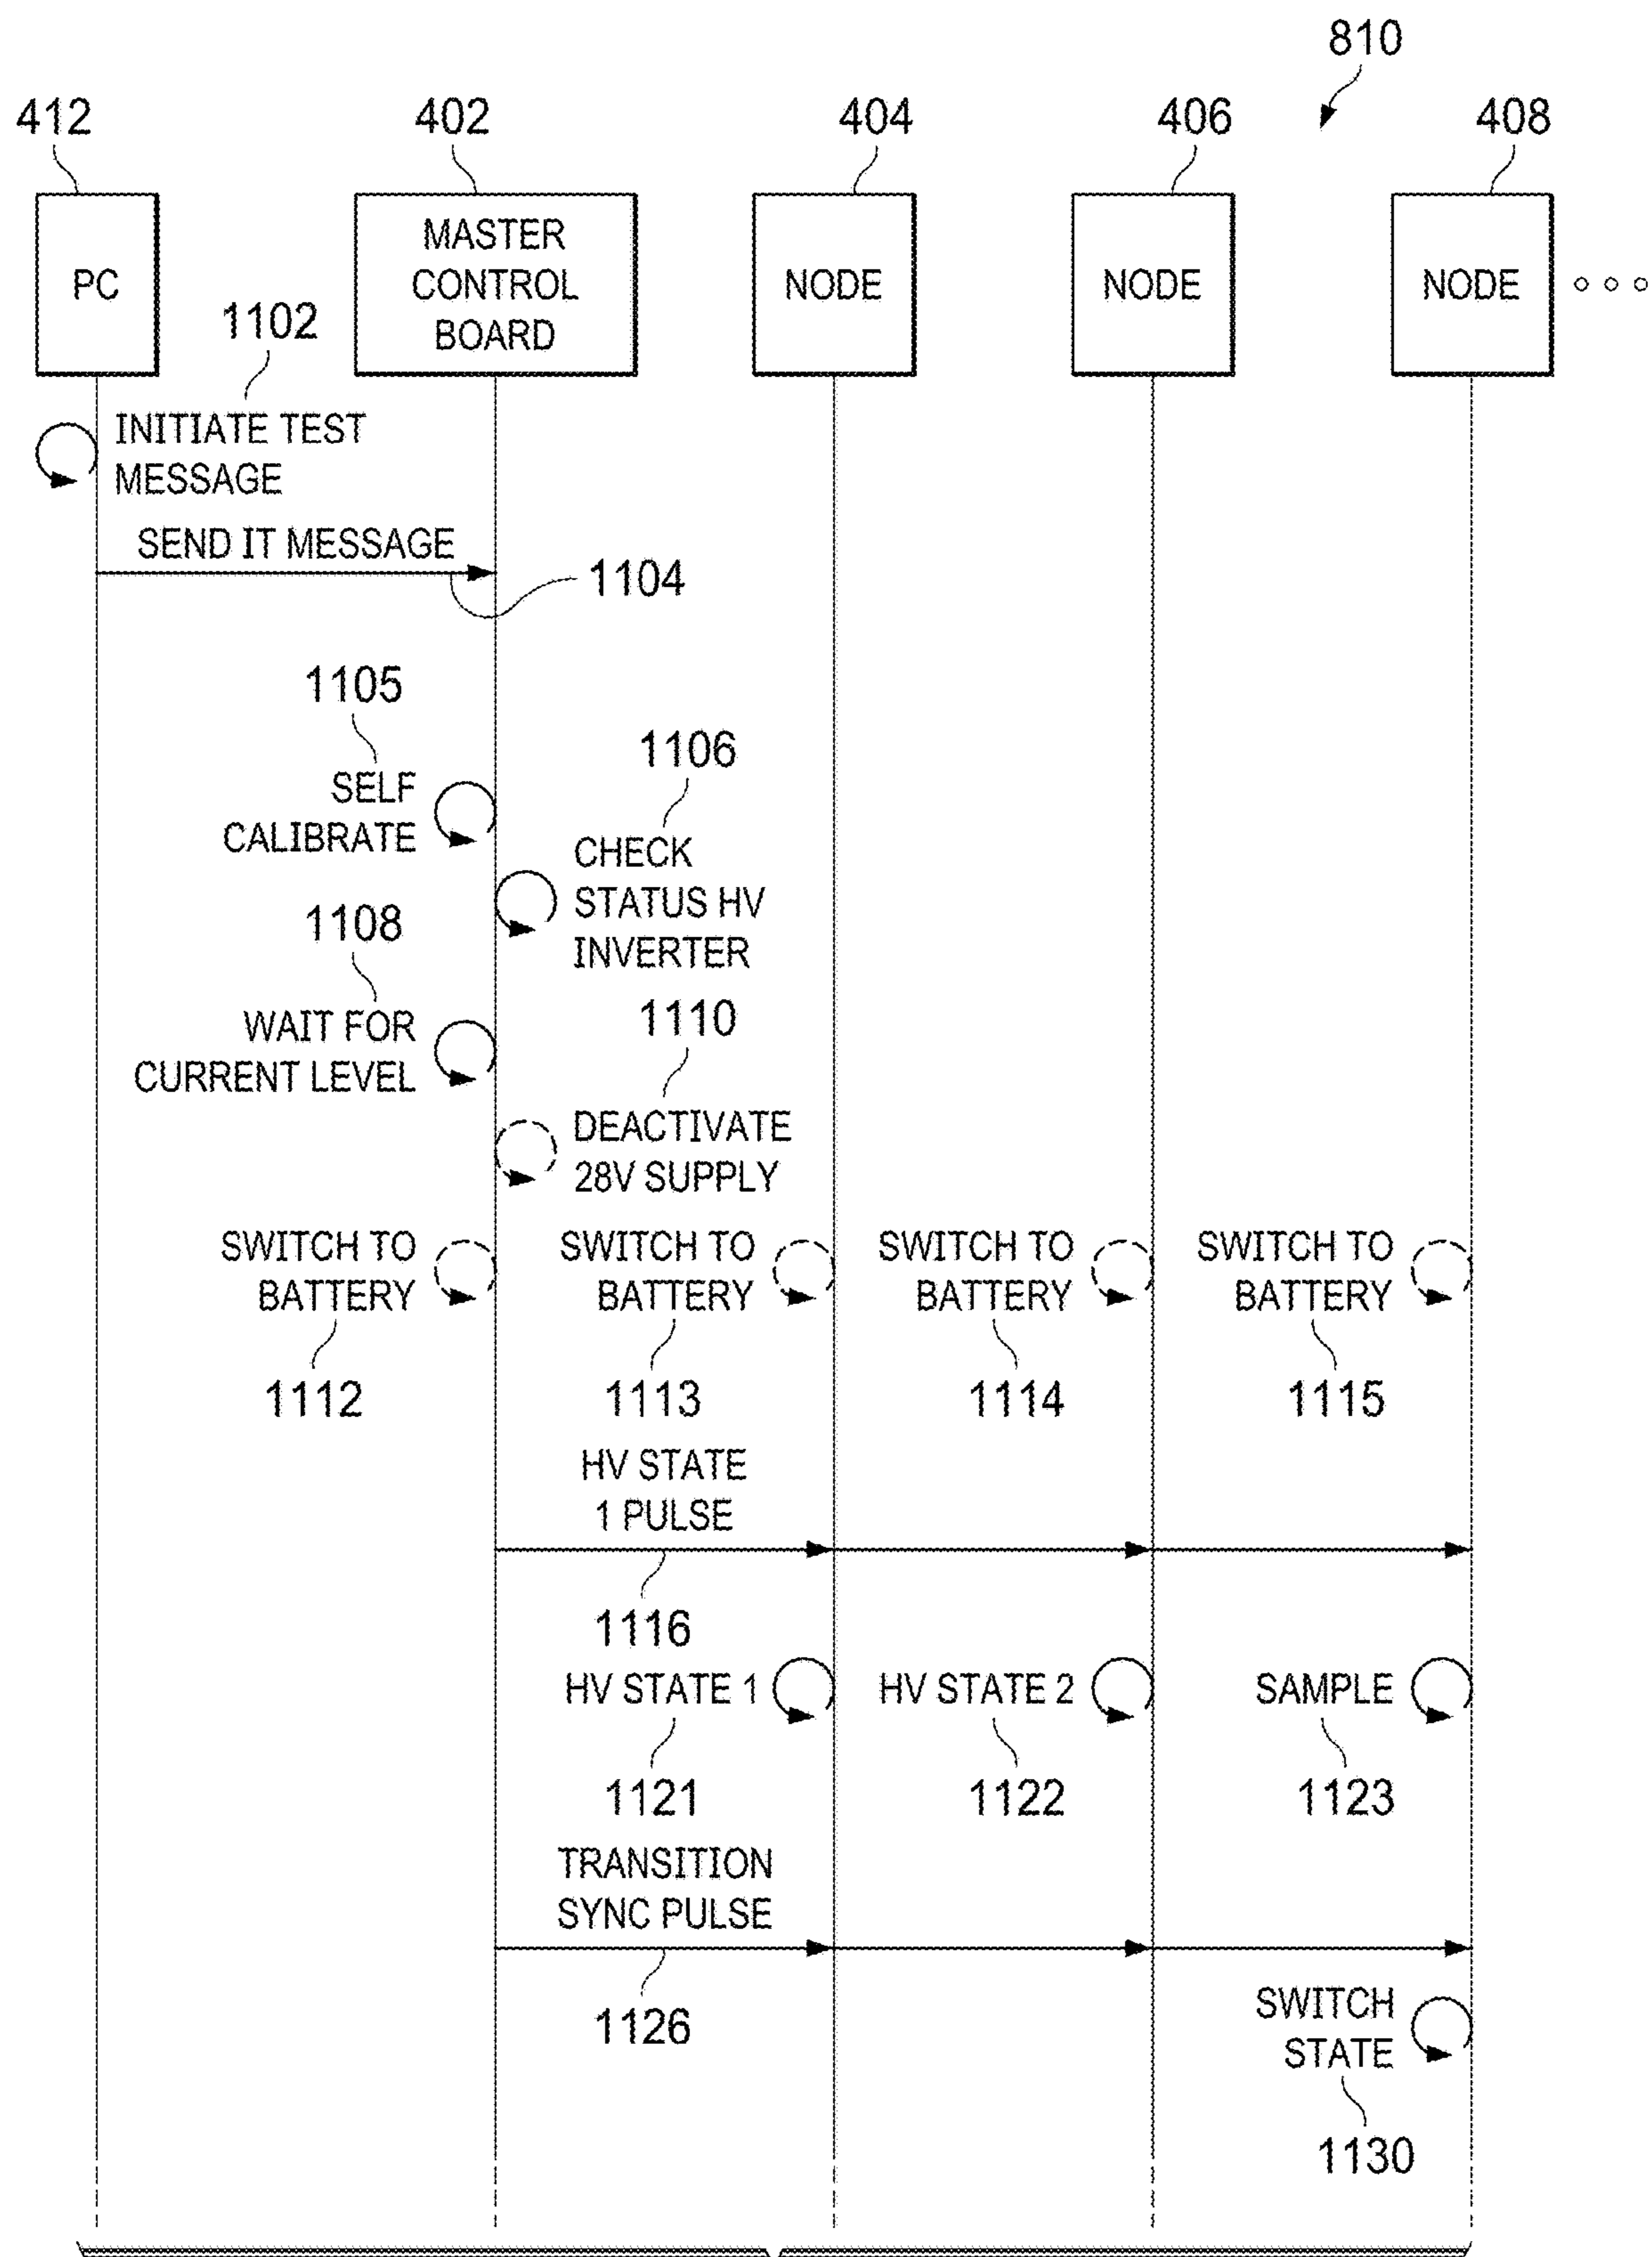 810
412
402
404
406
408
PC
MASTER
CONTROL
BOARD
NODE
NODE
NODE
1102
INITIATE TEST
MESSAGE
SEND IT MESSAGE
1104
1105
SELF
CALIBRATE
1106
CHECK
STATUS HV
INVERTER
1108
WAIT FOR
CURRENT LEVEL
1110
DEACTIVATE
28V SUPPLY
SWITCH TO
BATTERY
1112
SWITCH TO
BATTERY
1113
SWITCH TO
BATTERY
1114
SWITCH TO
BATTERY
1115
HV STATE
1 PULSE
1116
HV STATE 1
1121
HV STATE 2
1122
SAMPLE
1123
TRANSITION
SYNC PULSE
1126
SWITCH
STATE
1130